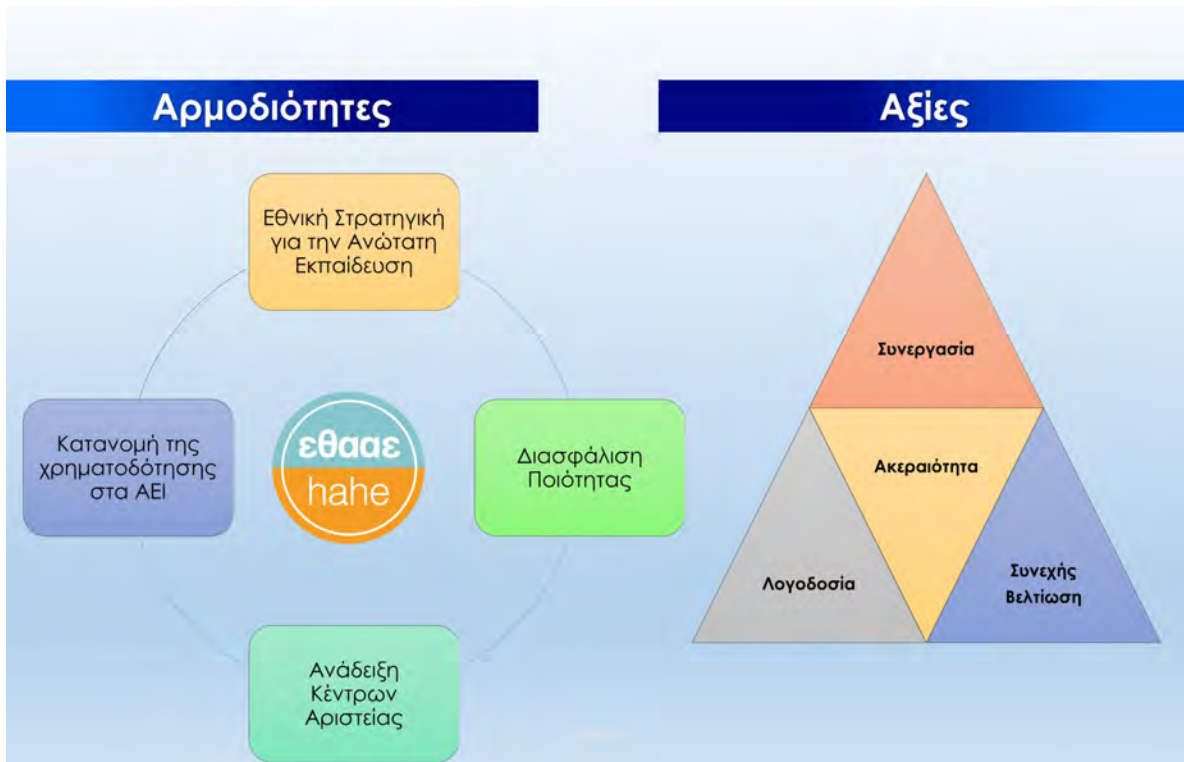 Αρμοδιότητες
Εθνική Στρατηγική
για την Ανώτατη
Εκπαίδευση
Κατανομή της
χρηματοδότησης
στα ΑΕΙ
εθααε
hahe
Διασφάλιση
Ποιότητας
Ανάδειξη
Κέντρων
Αριστείας
Αξίες
Συνεργασία
Ακεραιότητα
Λογοδοσία
Συνεχής
Βελτίωση